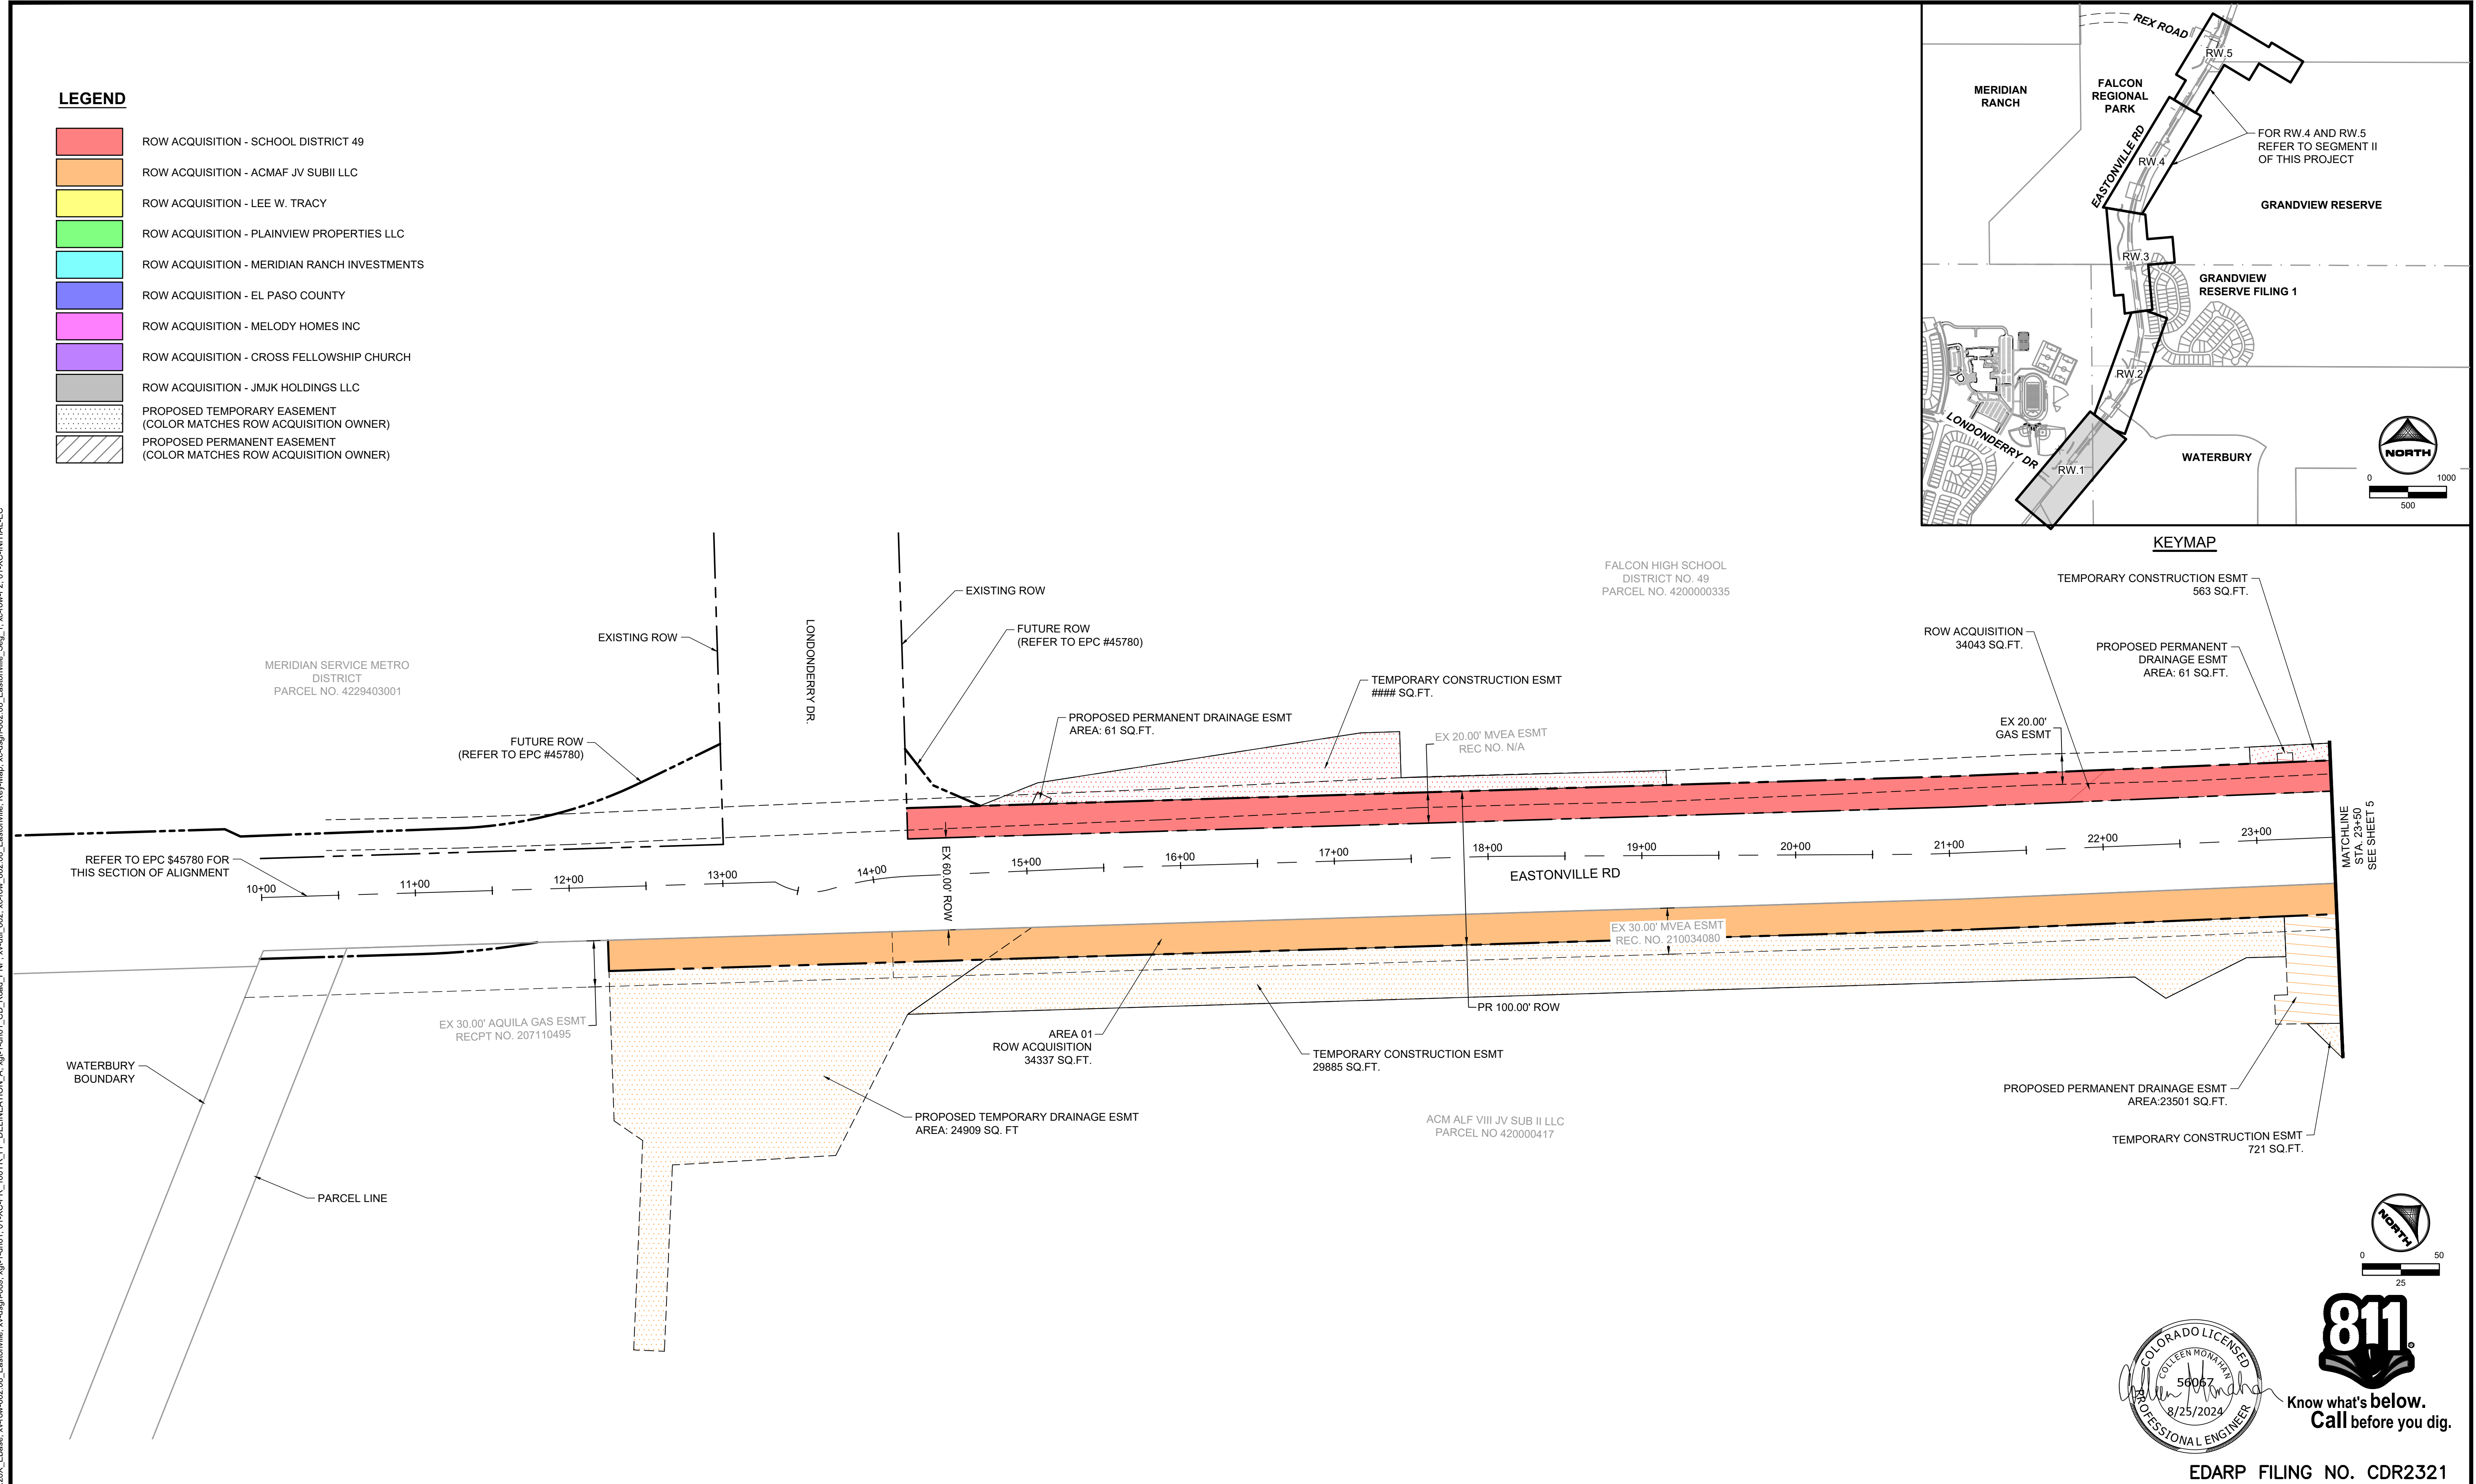 LEGEND
ROW ACQUISITION - SCHOOL DISTRICT 49
ROW ACQUISITION - ACMAF JV SUBII LLC
ROW ACQUISITION - LEE W. TRACY
ROW ACQUISITION - PLAINVIEW PROPERTIES LLC
ROW ACQUISITION - MERIDIAN RANCH INVESTMENTS
ROW ACQUISITION - EL PASO COUNTY
ROW ACQUISITION - MELODY HOMES INC
ROW ACQUISITION - CROSS FELLOWSHIP CHURCH
ROW ACQUISITION - JMJK HOLDINGS LLC
PROPOSED TEMPORARY EASEMENT
(COLOR MATCHES ROW ACQUISITION OWNER)
PROPOSED PERMANENT EASEMENT
(COLOR MATCHES ROW ACQUISITION OWNER)
REX ROAD
RW.5
MERIDIAN
RANCH
FALCON
REGIONAL
PARK
EASTONVILLE RD
FOR RW.4 AND RW.5
REFER TO SEGMENT II
OF THIS PROJECT
RW.4
GRANDVIEW RESERVE
RW.3
GRANDVIEW
RESERVE FILING 1
RW.2
LONDONDERRY DR
RW.1
WATERBURY
NORTH
0 1000
500
KEYMAP
FALCON HIGH SCHOOL
DISTRICT NO. 49
PARCEL NO. 4200000335
TEMPORARY CONSTRUCTION ESMT
563 SQ.FT.
EXISTING ROW
EXISTING ROW
LONDONDERRY DR.
FUTURE ROW
(REFER TO EPC #45780)
ROW ACQUISITION
34043 SQ.FT.
PROPOSED PERMANENT
DRAINAGE ESMT
AREA: 61 SQ.FT.
MERIDIAN SERVICE METRO
DISTRICT
PARCEL NO. 4229403001
TEMPORARY CONSTRUCTION ESMT
#### SQ.FT.
PROPOSED PERMANENT DRAINAGE ESMT
AREA: 61 SQ.FT.
EX 20.00' MVEA ESMT
REC NO. N/A
EX 20.00'
GAS ESMT
FUTURE ROW
(REFER TO EPC #45780)
REFER TO EPC $45780 FOR
THIS SECTION OF ALIGNMENT
10+00
11+00
12+00
13+00
14+00
15+00
16+00
17+00
18+00
19+00
20+00
21+00
22+00
23+00
EX 60.00' ROW
EASTONVILLE RD
MATCHLINE
STA. 23+50
SEE SHEET 5
EX 30.00' MVEA ESMT
REC. NO. 210034080
EX 30.00' AQUILA GAS ESMT
RECPT NO. 207110495
PR 100.00' ROW
AREA 01
ROW ACQUISITION
34337 SQ.FT.
TEMPORARY CONSTRUCTION ESMT
29885 SQ.FT.
WATERBURY
BOUNDARY
PROPOSED PERMANENT DRAINAGE ESMT
AREA:23501 SQ.FT.
PROPOSED TEMPORARY DRAINAGE ESMT
AREA: 24909 SQ. FT
ACM ALF VIII JV SUB II LLC
PARCEL NO 420000417
TEMPORARY CONSTRUCTION ESMT
721 SQ.FT.
PARCEL LINE
NORTH
0 50
25
COLORADO LICENSED
COLLEEN MONAHAN
56067
8/25/2024
PROFESSIONAL ENGINEER
811
Know what's below.
Call before you dig.
EDARP FILING NO. CDR2321